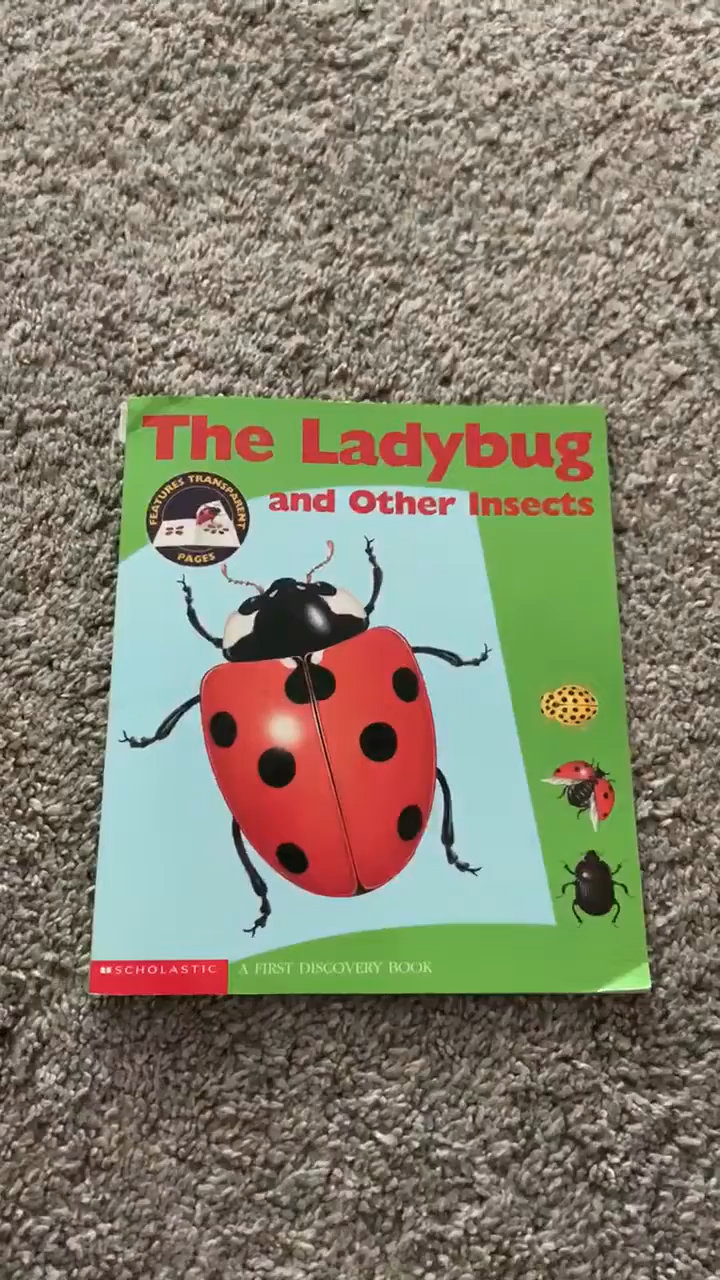 The Ladybug
and Other Insects
FEATURES TRANSPARENT
PAGES
SCHOLASTIC
A FIRST DISCOVERY BOOK